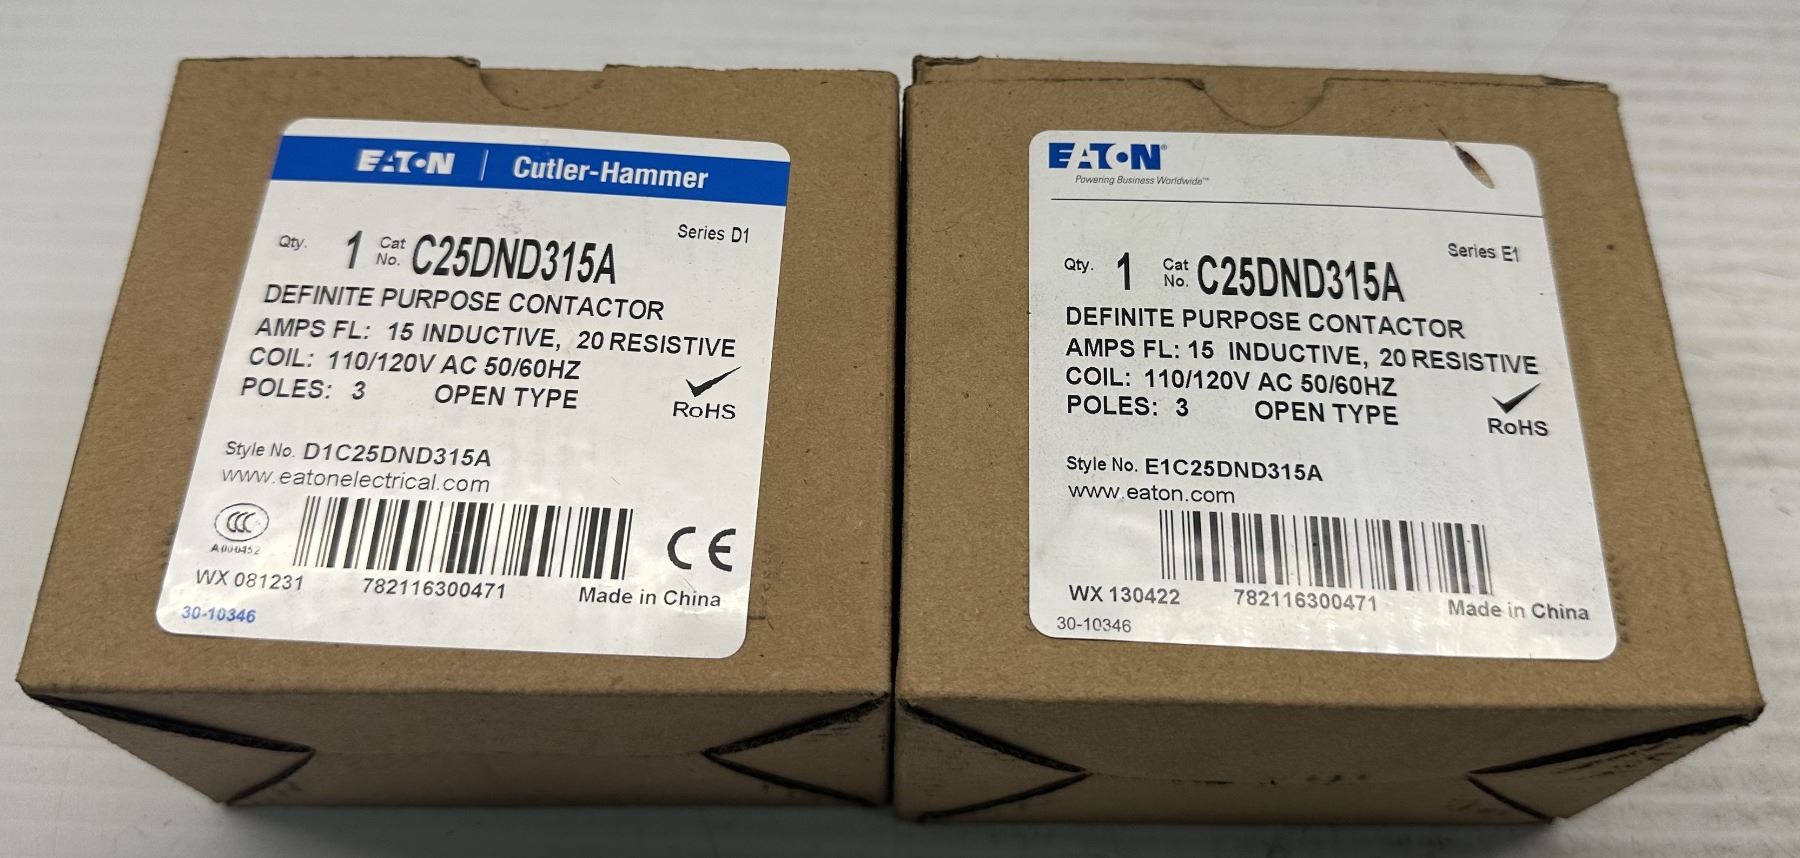 EATON | Cutler-Hammer
Series D1
Qty. 1 Cat No. C25DND315A
DEFINITE PURPOSE CONTACTOR
AMPS FL: 15 INDUCTIVE, 20 RESISTIVE
COIL: 110/120V AC 50/60HZ
POLES: 3 OPEN TYPE
RoHS
Style No. D1C25DND315A
www.eatonelectrical.com
CCC
A000452
CE
WX 081231 782116300471 Made in China
30-10346
EATON®
Powering Business Worldwide™
Series E1
Qty. 1 Cat No. C25DND315A
DEFINITE PURPOSE CONTACTOR
AMPS FL: 15 INDUCTIVE, 20 RESISTIVE
COIL: 110/120V AC 50/60HZ
POLES: 3 OPEN TYPE
RoHS
Style No. E1C25DND315A
www.eaton.com
WX 130422 782116300471 Made in China
30-10346